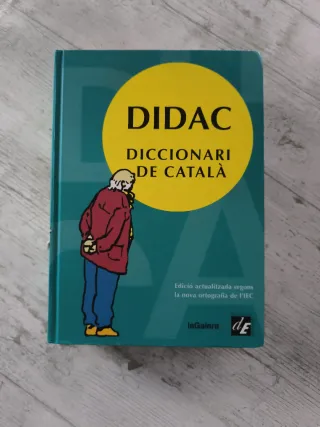 DIDAC
DICCIONARI
DE CATALÀ
Edició actualitzada segons
la nova ortografia de l'IEC
laGalera
dE